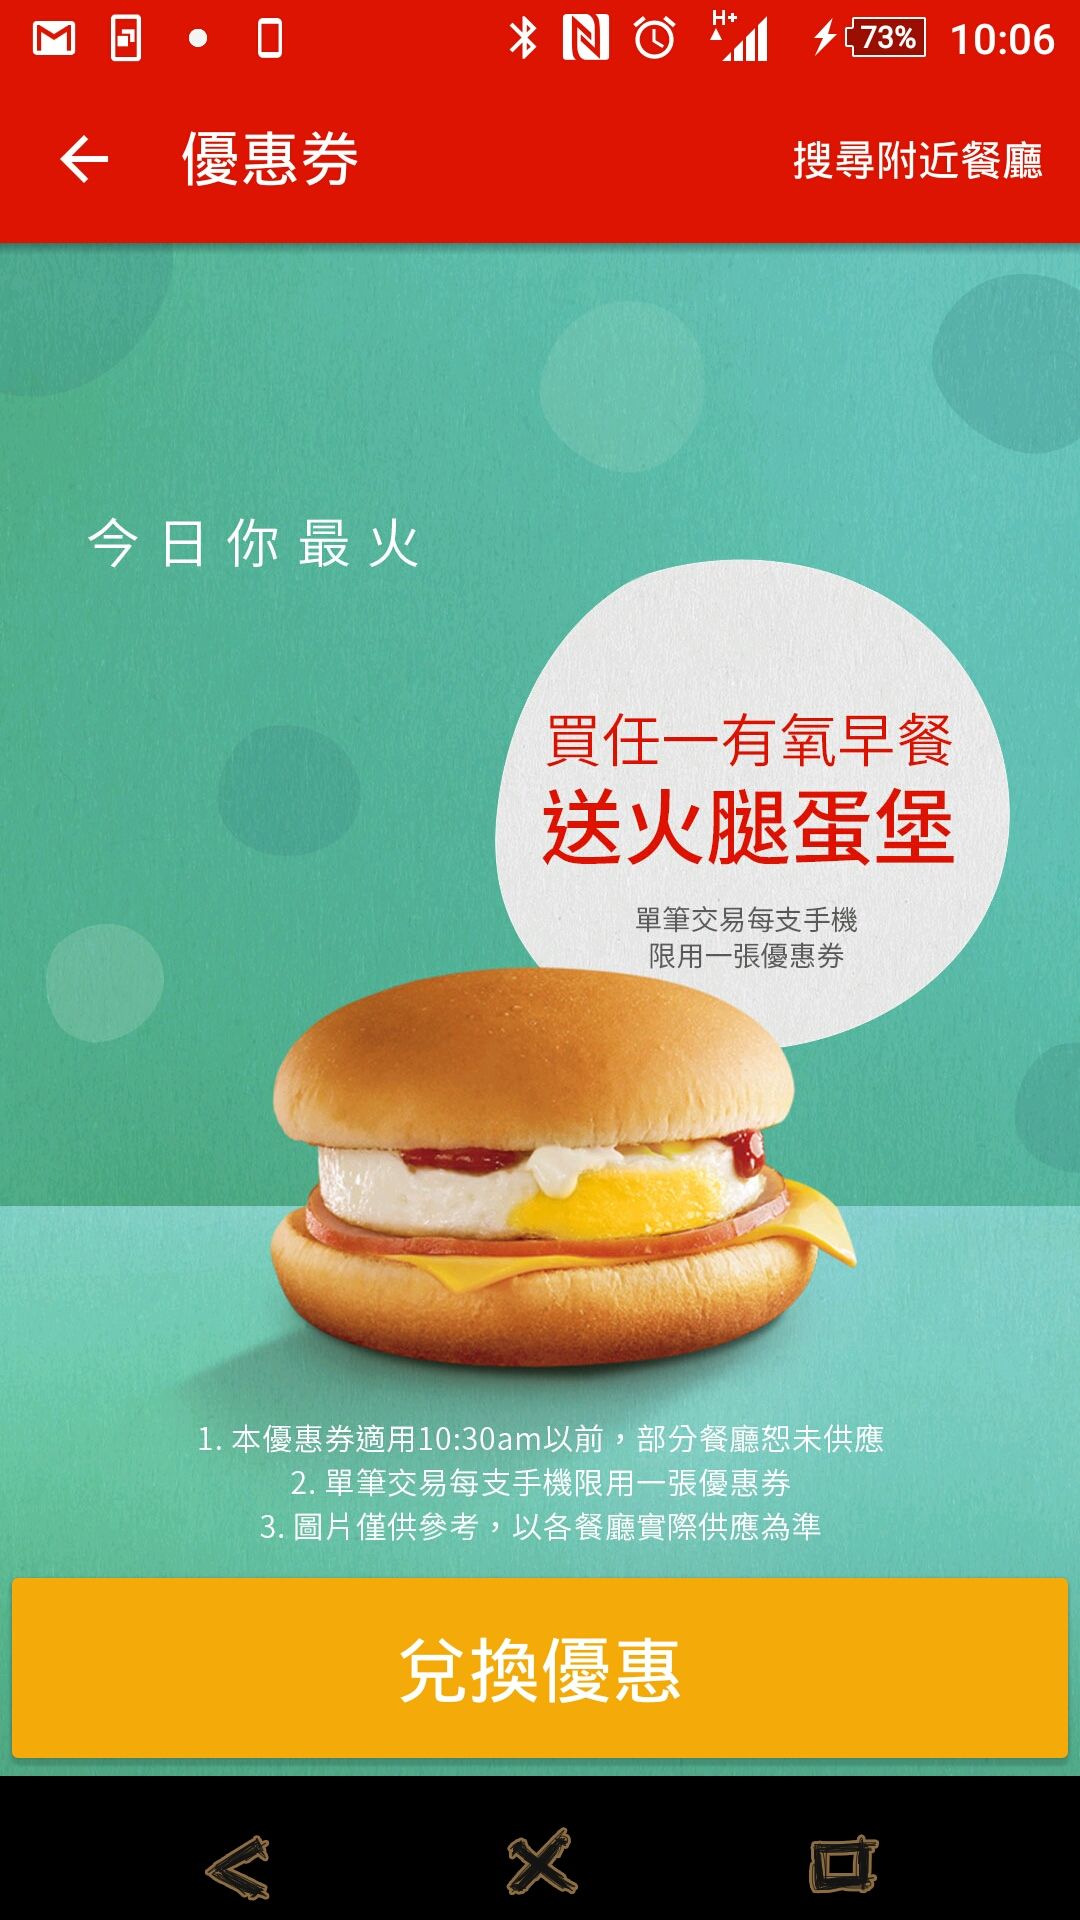 H+
73%
10:06
優惠券
搜尋附近餐廳
今日你最火
買任一有氧早餐
送火腿蛋堡
單筆交易每支手機
限用一張優惠券
1. 本優惠券適用10:30am以前，部分餐廳恕未供應
2. 單筆交易每支手機限用一張優惠券
3. 圖片僅供參考，以各餐廳實際供應為準
兌換優惠